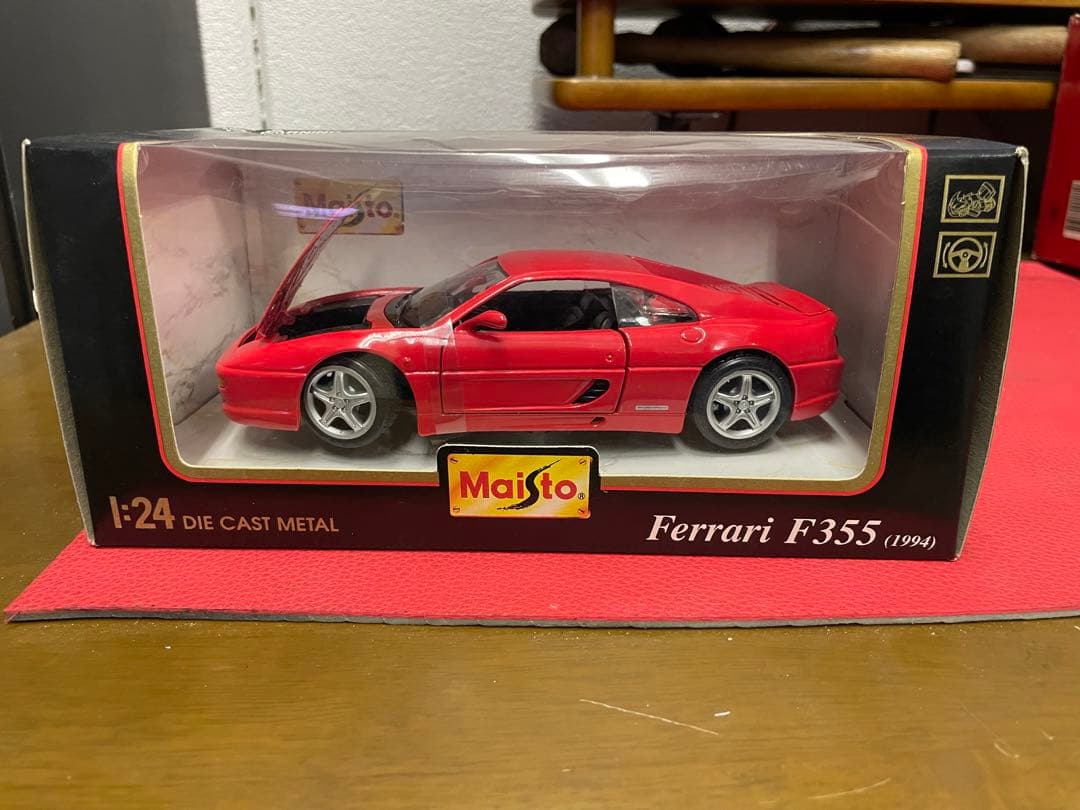 Maisto
Maisto®
1:24 DIE CAST METAL
Ferrari F355 (1994)